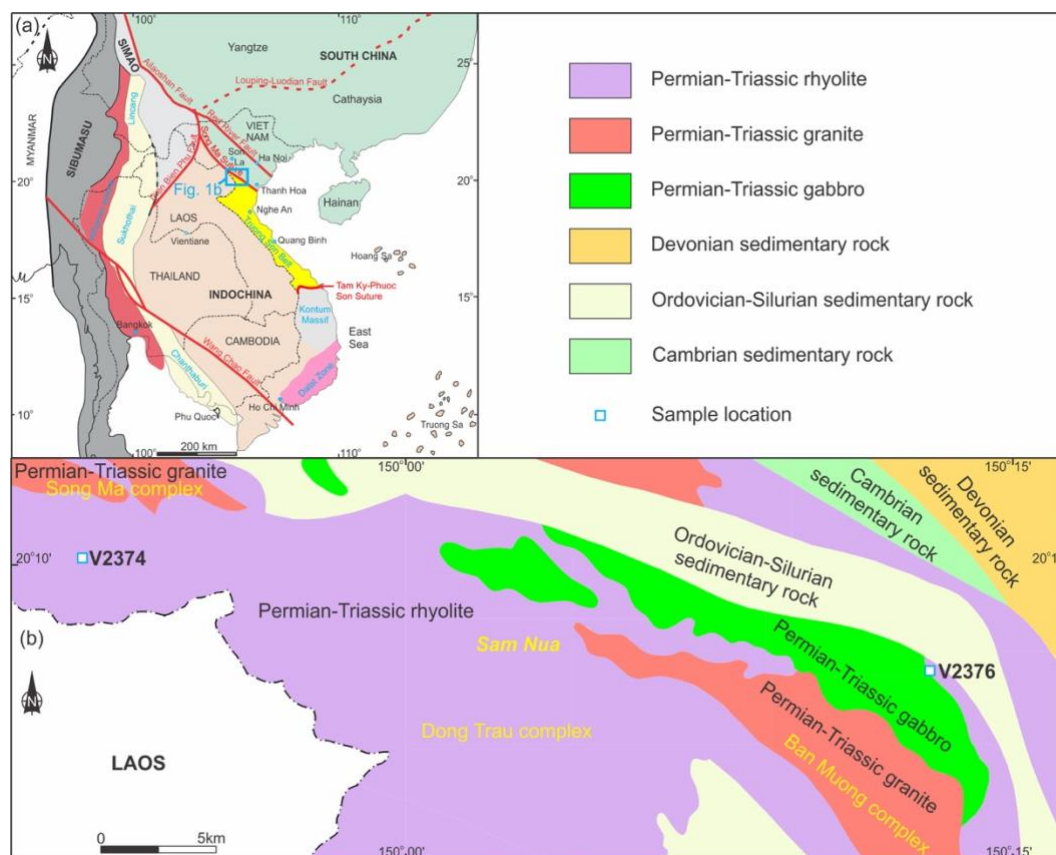 (a)
N
100°
110°
25°
20°
15°
10°
MYANMAR
SIBUMASU
SIMAO
Lincang
Ailaoshan Fault
Yangtze
SOUTH CHINA
Louping-Luodian Fault
Cathaysia
Red River Fault
VIET
NAM
Song Ma Suture
Son
La
Ha Noi
Fig. 1b
Thanh Hoa
Hainan
Nghe An
Sukhothai
LAOS
Vientiane
Truong Son Belt
Quang Binh
Hoang Sa
THAILAND
INDOCHINA
Tam Ky-Phuoc
Son Suture
Kontum
Massif
East
Sea
Bangkok
CAMBODIA
Wang Chao Fault
Chanthaburi
Dalat Zone
Ho Chi Minh
Phu Quoc
Truong Sa
200 km
100°
110°
25°
20°
15°
10°
Permian-Triassic rhyolite
Permian-Triassic granite
Permian-Triassic gabbro
Devonian sedimentary rock
Ordovician-Silurian sedimentary rock
Cambrian sedimentary rock
Sample location
Permian-Triassic granite
Song Ma complex
150°00'
150°15'
Cambrian
sedimentary rock
Devonian
sedimentary rock
20°10'
V2374
Ordovician-Silurian
sedimentary rock
20°1
Permian-Triassic rhyolite
(b)
N
Sam Nua
Permian-Triassic gabbro
V2376
Dong Trau complex
Permian-Triassic granite
Ban Muong complex
LAOS
0
5km
150°00'
150°15'